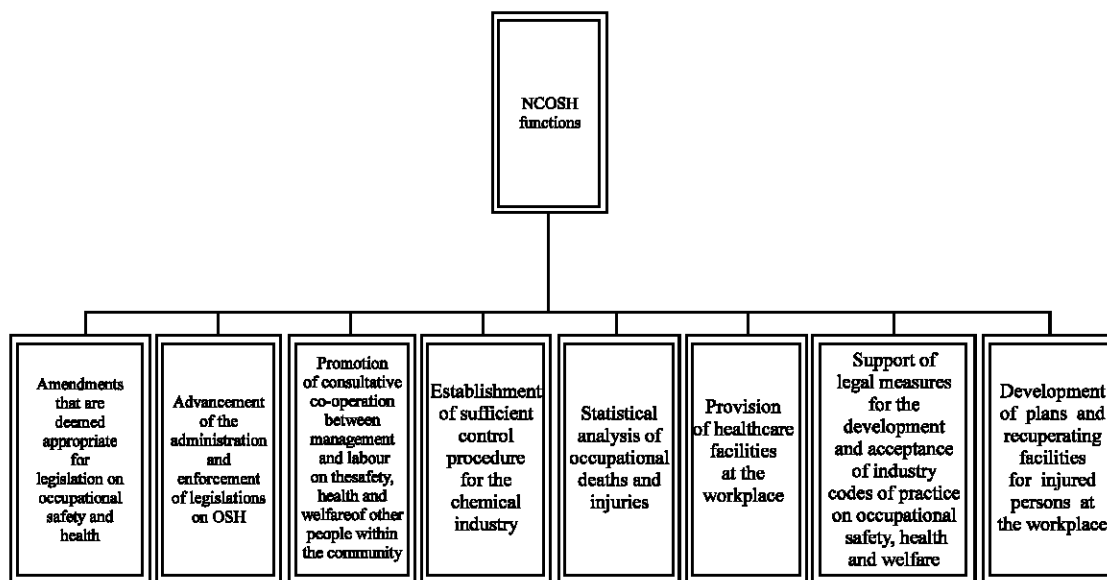 NCOSH
functions
Amendments
that are
deemed
appropriate
for
legislation on
occupational
safety and
health
Advancement
of the
administration
and
enforcement
of legislations
on OSH
Promotion
of consultative
co-operation
between
management
and labour
on thesafety,
health and
welfareof other
people within
the community
Establishment
of sufficient
control
procedure
for the
chemical
industry
Statistical
analysis of
occupational
deaths and
injuries
Provision
of healthcare
facilities
at the
workplace
Support of
legal measures
for the
development
and acceptance
of industry
codes of practice
on occupational
safety, health
and welfare
Development
of plans and
recuperating
facilities
for injured
persons at
the workplace